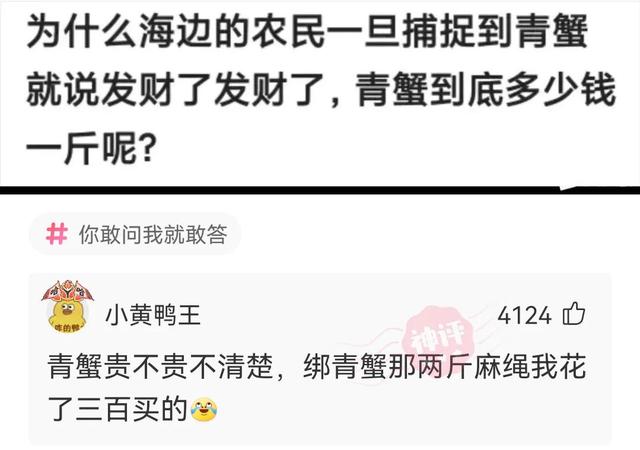 为什么海边的农民一旦捕捉到青蟹
就说发财了发财了，青蟹到底多少钱
一斤呢？
# 你敢问我就敢答
小黄鸭王
4124
神评
青蟹贵不贵不清楚，绑青蟹那两斤麻绳我花
了三百买的😂